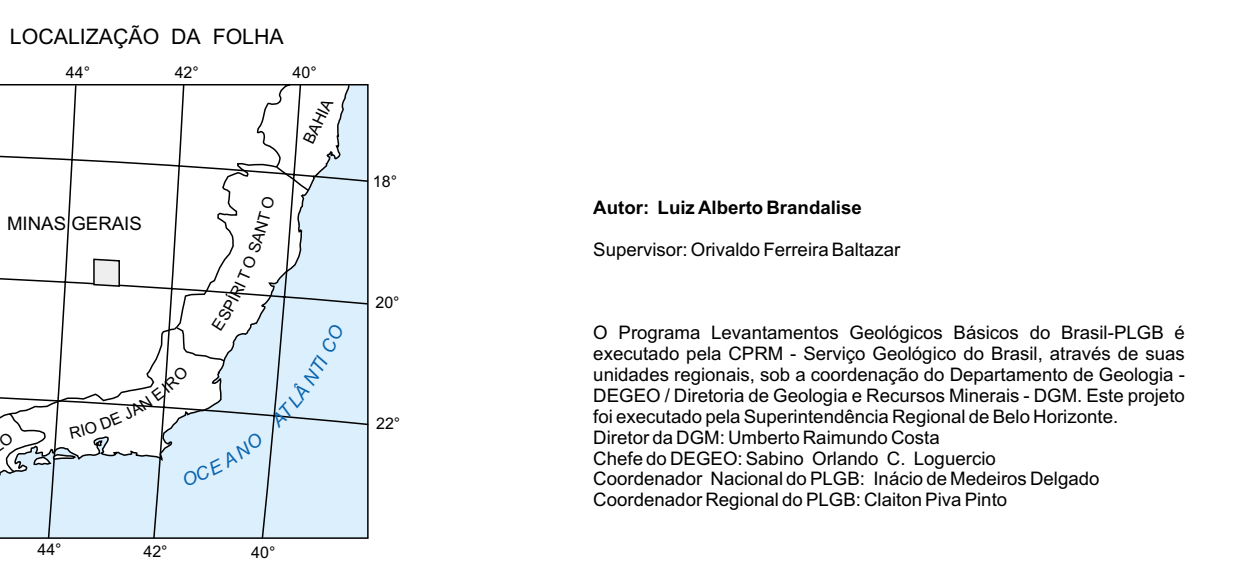 LOCALIZAÇÃO DA FOLHA
44° 42° 40°
BAHIA
18°
MINAS GERAIS
ESPÍRITO SANTO
20°
OCEANO ATLÂNTICO
RIO DE JANEIRO
22°
44° 42° 40°
Autor: Luiz Alberto Brandalise
Supervisor: Orivaldo Ferreira Baltazar
O Programa Levantamentos Geológicos Básicos do Brasil-PLGB é
executado pela CPRM - Serviço Geológico do Brasil, através de suas
unidades regionais, sob a coordenação do Departamento de Geologia -
DEGEO / Diretoria de Geologia e Recursos Minerais - DGM. Este projeto
foi executado pela Superintendência Regional de Belo Horizonte.
Diretor da DGM: Umberto Raimundo Costa
Chefe do DEGEO: Sabino Orlando C. Loguercio
Coordenador Nacional do PLGB: Inácio de Medeiros Delgado
Coordenador Regional do PLGB: Claiton Piva Pinto